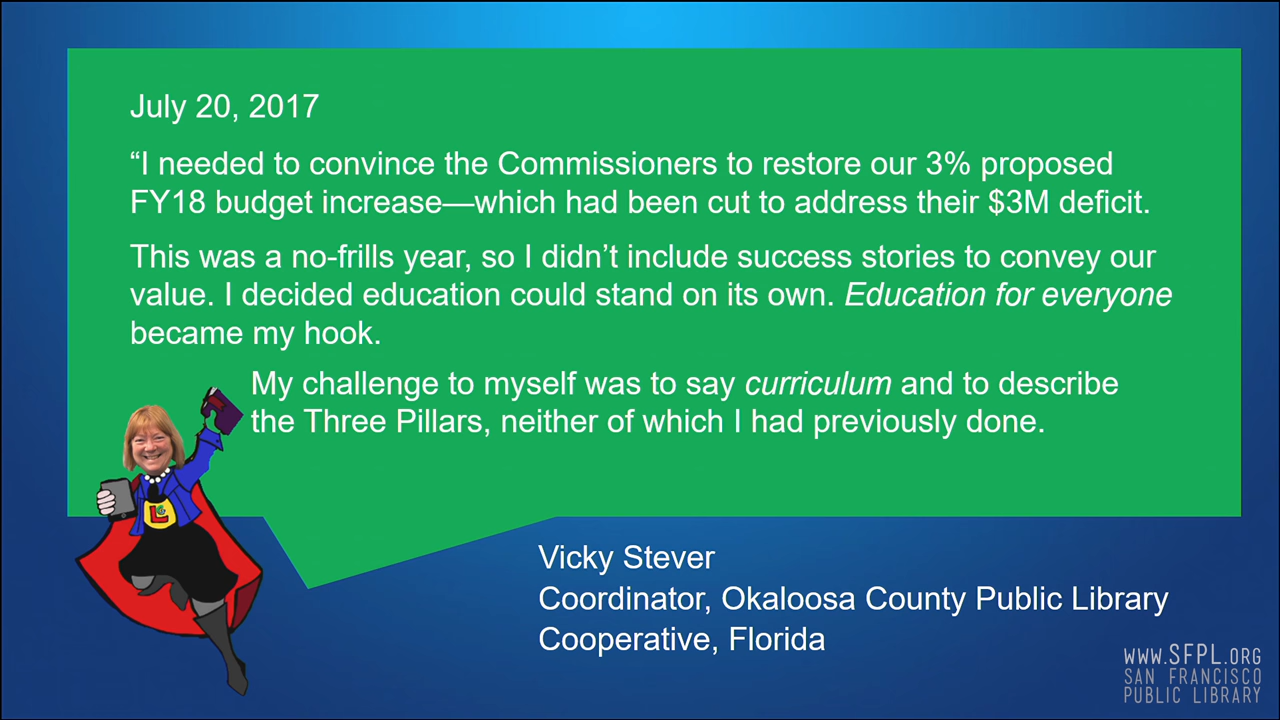 July 20, 2017
“I needed to convince the Commissioners to restore our 3% proposed
FY18 budget increase—which had been cut to address their $3M deficit.
This was a no-frills year, so I didn’t include success stories to convey our
value. I decided education could stand on its own. Education for everyone
became my hook.
My challenge to myself was to say curriculum and to describe
the Three Pillars, neither of which I had previously done.
Vicky Stever
Coordinator, Okaloosa County Public Library
Cooperative, Florida
WWW.SFPL.ORG
SAN FRANCISCO
PUBLIC LIBRARY